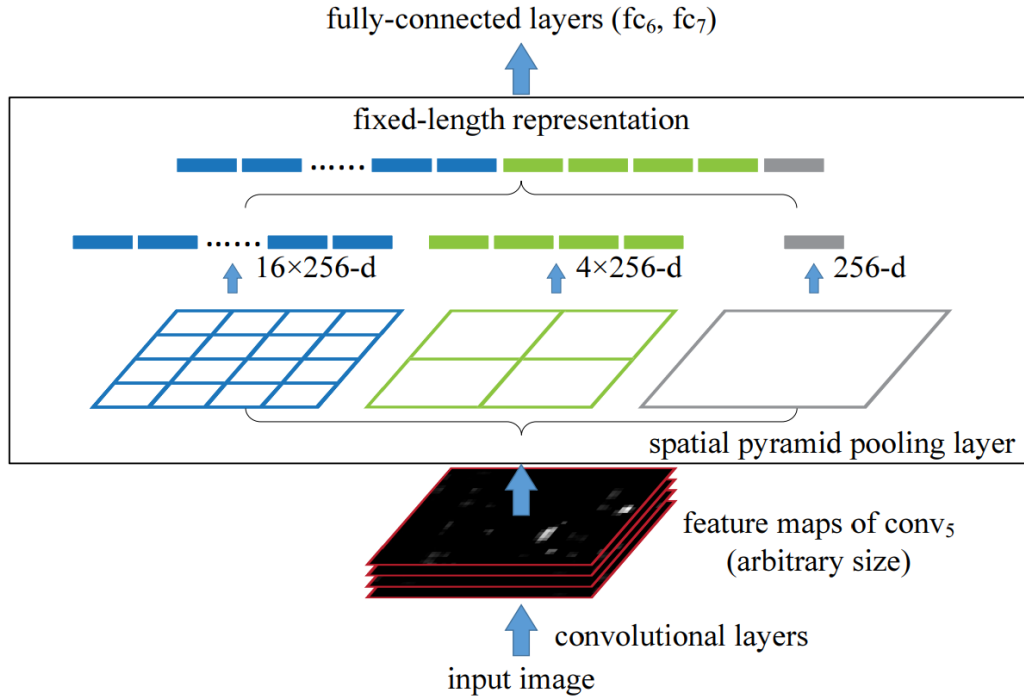 fully-connected layers (fc₆, fc₇)
fixed-length representation
16×256-d
4×256-d
256-d
spatial pyramid pooling layer
feature maps of conv₅
(arbitrary size)
convolutional layers
input image